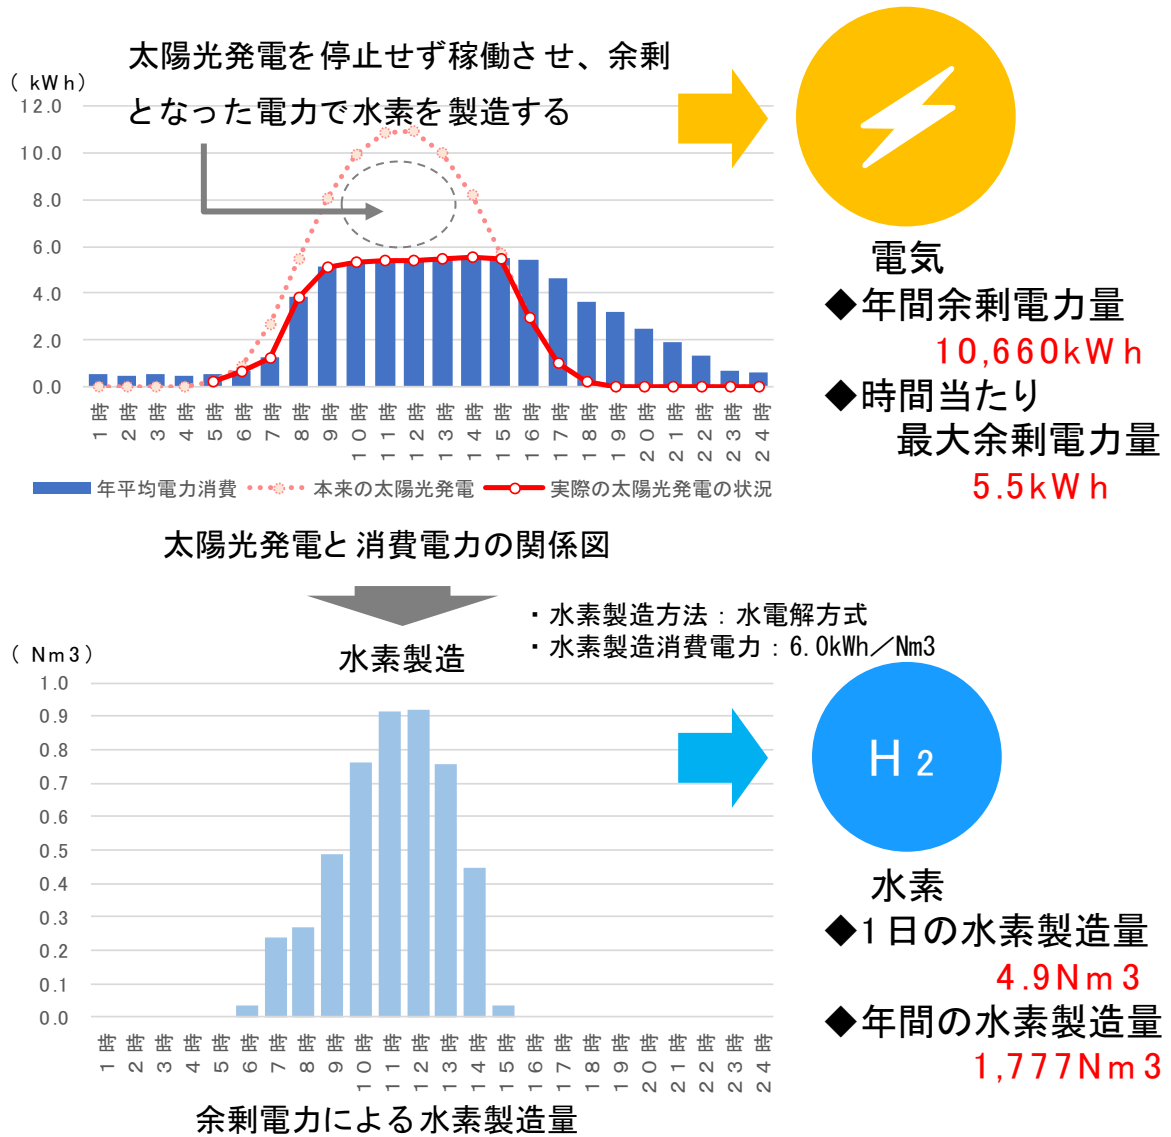 太陽光発電を停止せず稼働させ、余剰
となった電力で水素を製造する
(kWh)
12.0
10.0
8.0
6.0
4.0
2.0
0.0
1時
2時
3時
4時
5時
6時
7時
8時
9時
10時
11時
12時
13時
14時
15時
16時
17時
18時
19時
20時
21時
22時
23時
24時
年平均電力消費
本来の太陽光発電
実際の太陽光発電の状況
太陽光発電と消費電力の関係図
電気
◆年間余剰電力量
10,660kWh
◆時間当たり
最大余剰電力量
5.5kWh
・水素製造方法：水電解方式
・水素製造消費電力：6.0kWh／Nm3
水素製造
(Nm3)
1.0
0.9
0.8
0.7
0.6
0.5
0.4
0.3
0.2
0.1
0.0
1時
2時
3時
4時
5時
6時
7時
8時
9時
10時
11時
12時
13時
14時
15時
16時
17時
18時
19時
20時
21時
22時
23時
24時
余剰電力による水素製造量
H2
水素
◆1日の水素製造量
4.9Nm3
◆年間の水素製造量
1,777Nm3